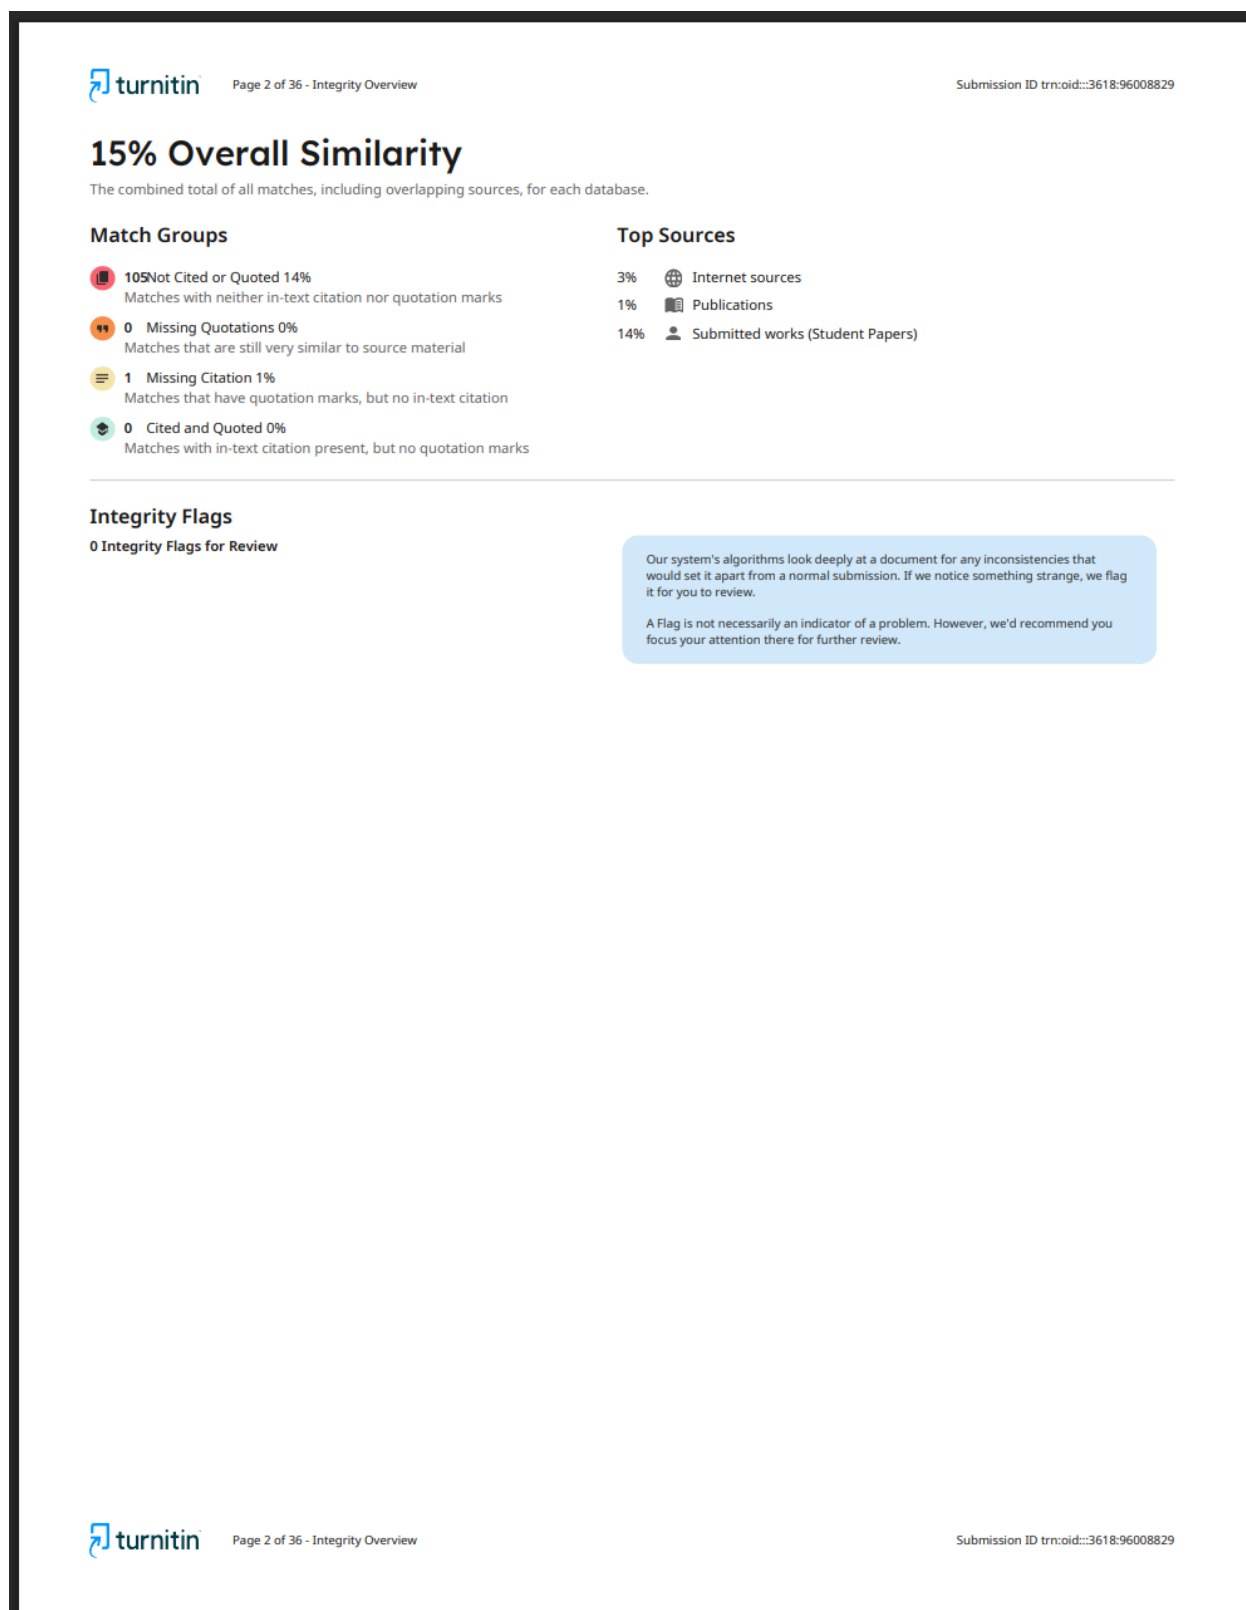 turnitin Page 2 of 36 - Integrity Overview Submission ID trn:oid:::3618:96008829
15% Overall Similarity
The combined total of all matches, including overlapping sources, for each database.
Match Groups
105Not Cited or Quoted 14%
Matches with neither in-text citation nor quotation marks
0 Missing Quotations 0%
Matches that are still very similar to source material
1 Missing Citation 1%
Matches that have quotation marks, but no in-text citation
0 Cited and Quoted 0%
Matches with in-text citation present, but no quotation marks
Top Sources
3% Internet sources
1% Publications
14% Submitted works (Student Papers)
Integrity Flags
0 Integrity Flags for Review
Our system's algorithms look deeply at a document for any inconsistencies that
would set it apart from a normal submission. If we notice something strange, we flag
it for you to review.
A Flag is not necessarily an indicator of a problem. However, we'd recommend you
focus your attention there for further review.
turnitin Page 2 of 36 - Integrity Overview Submission ID trn:oid:::3618:96008829